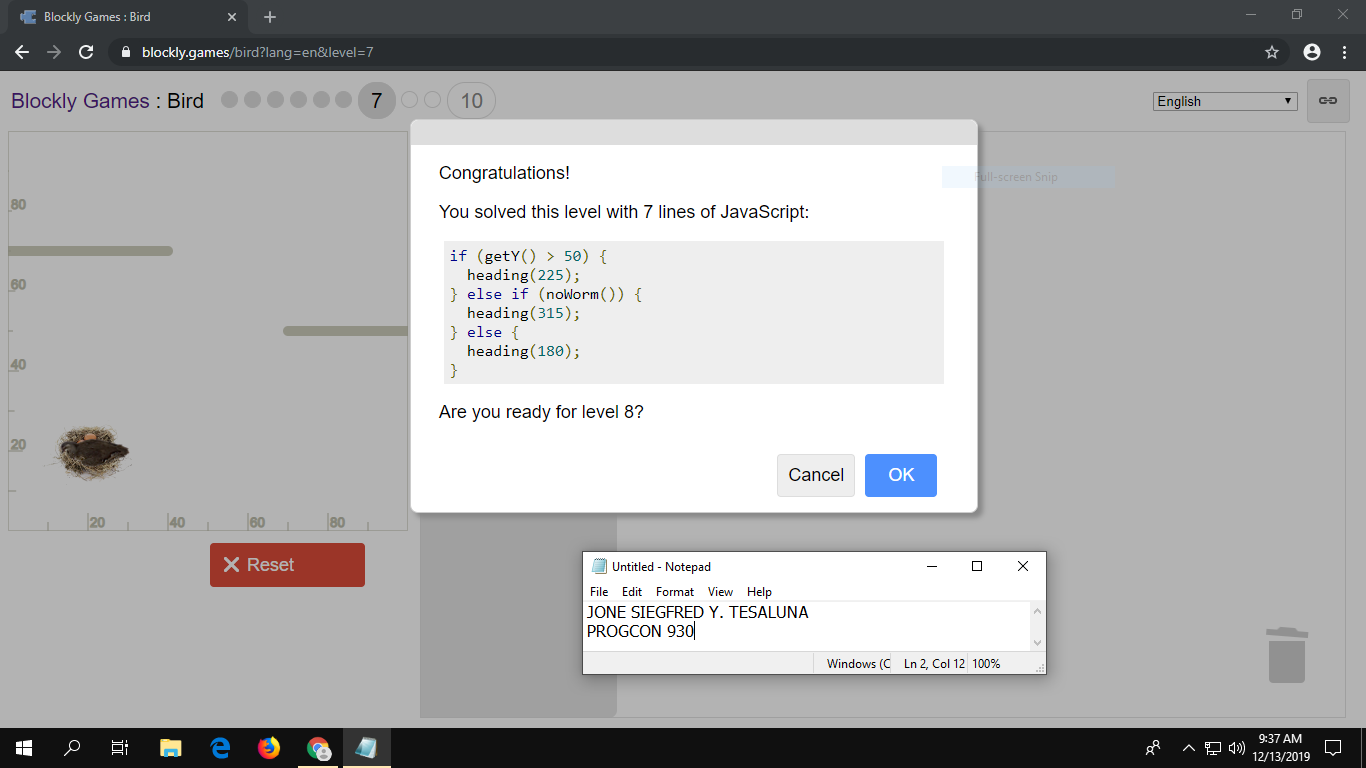 Blockly Games : Bird
blockly.games/bird?lang=en&level=7
Blockly Games : Bird
7
10
English
Full-screen Snip
Congratulations!
You solved this level with 7 lines of JavaScript:
if (getY() > 50) {
heading(225);
} else if (noWorm()) {
heading(315);
} else {
heading(180);
}
Are you ready for level 8?
Cancel
OK
80
60
40
20
20
40
60
80
Reset
Untitled - Notepad
File Edit Format View Help
JONE SIEGFRED Y. TESALUNA
PROGCON 930
Windows (C
Ln 2, Col 12
100%
9:37 AM
12/13/2019